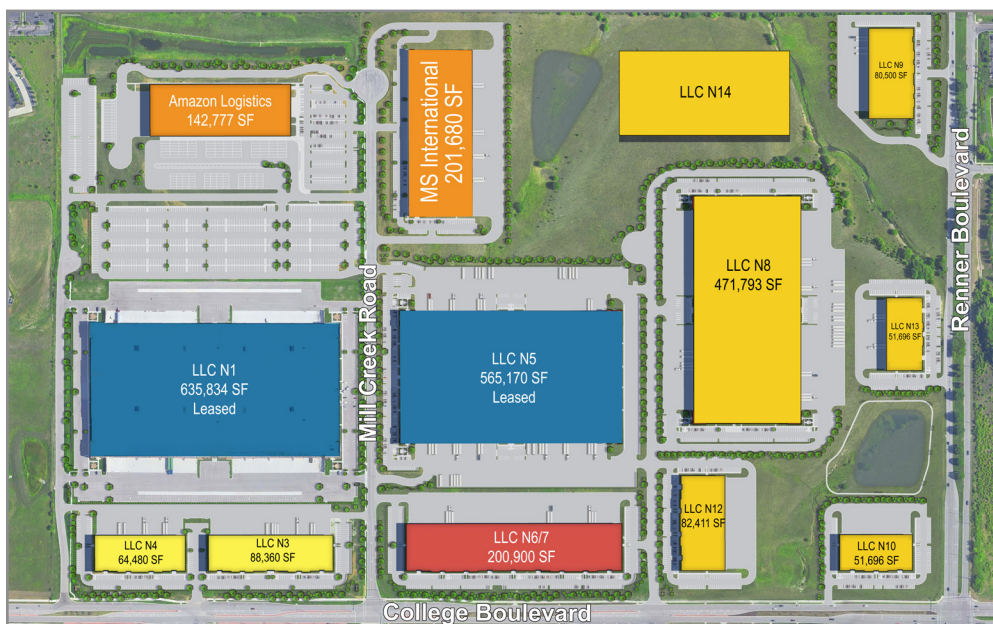 Amazon Logistics
142,777 SF
MS International
201,680 SF
LLC N14
LLC N9
80,500 SF
Renner Boulevard
LLC N8
471,793 SF
LLC N13
51,696 SF
Mill Creek Road
LLC N1
635,834 SF
Leased
LLC N5
565,170 SF
Leased
LLC N4
64,480 SF
LLC N3
88,360 SF
LLC N6/7
200,900 SF
LLC N12
82,411 SF
LLC N10
51,696 SF
College Boulevard